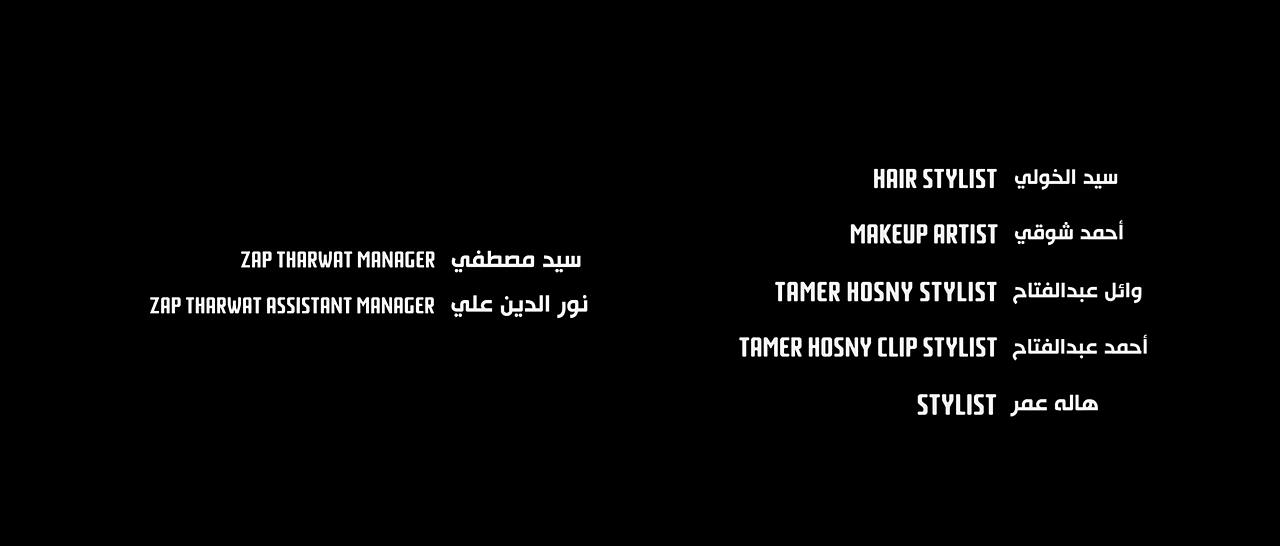 ZAP THARWAT MANAGER سيد مصطفي
ZAP THARWAT ASSISTANT MANAGER نور الدين علي
HAIR STYLIST سيد الخولي
MAKEUP ARTIST أحمد شوقي
TAMER HOSNY STYLIST وائل عبدالفتاح
TAMER HOSNY CLIP STYLIST أحمد عبدالفتاح
STYLIST هاله عمر